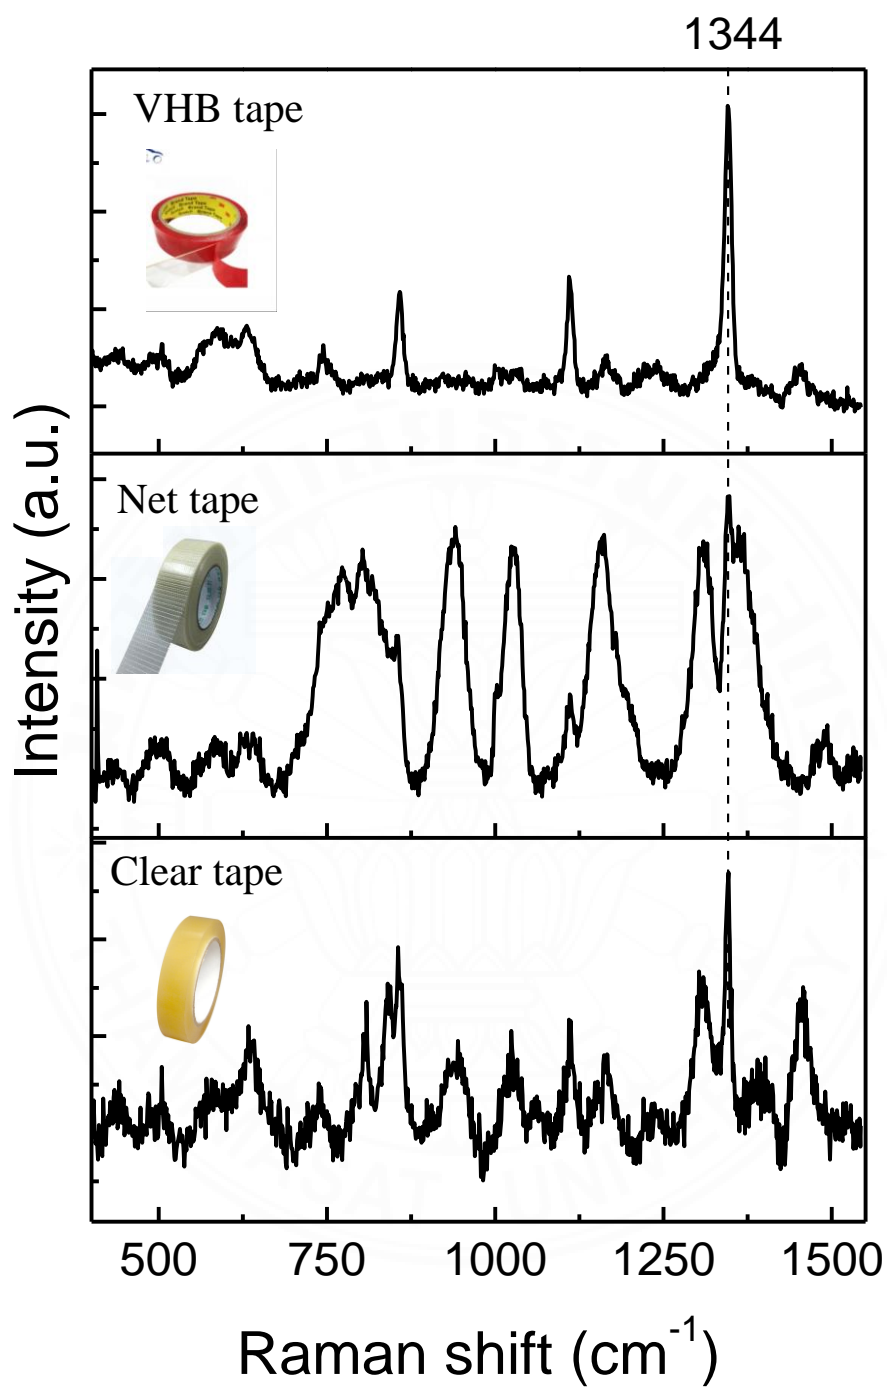 1344
VHB tape
Net tape
Clear tape
Intensity (a.u.)
500 750 1000 1250 1500
Raman shift (cm⁻¹)